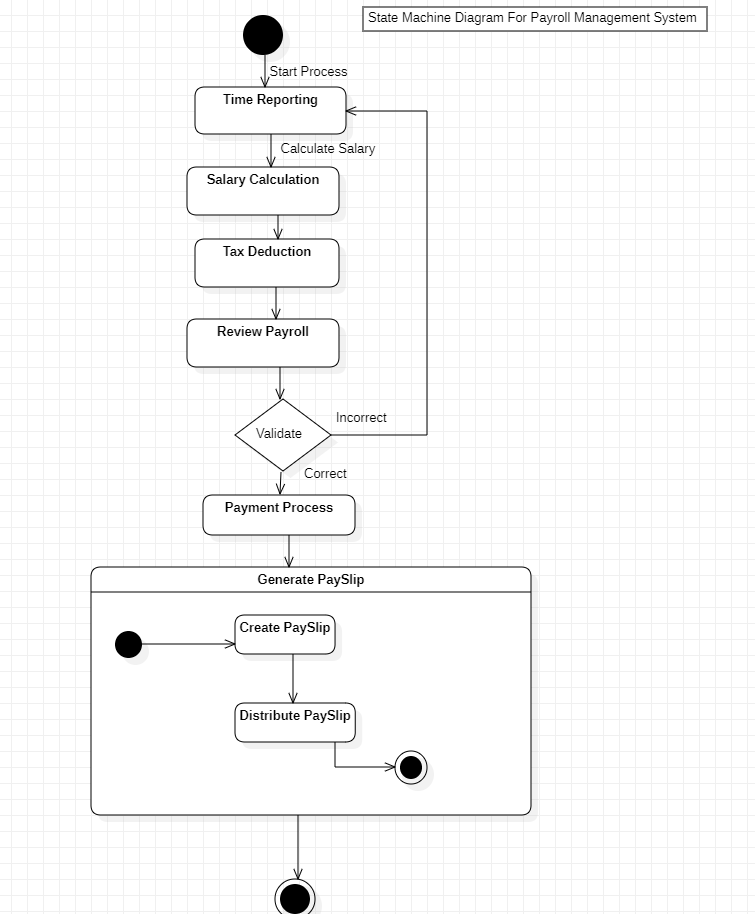 State Machine Diagram For Payroll Management System
Start Process
Time Reporting
Calculate Salary
Salary Calculation
Tax Deduction
Review Payroll
Incorrect
Validate
Correct
Payment Process
Generate PaySlip
Create PaySlip
Distribute PaySlip